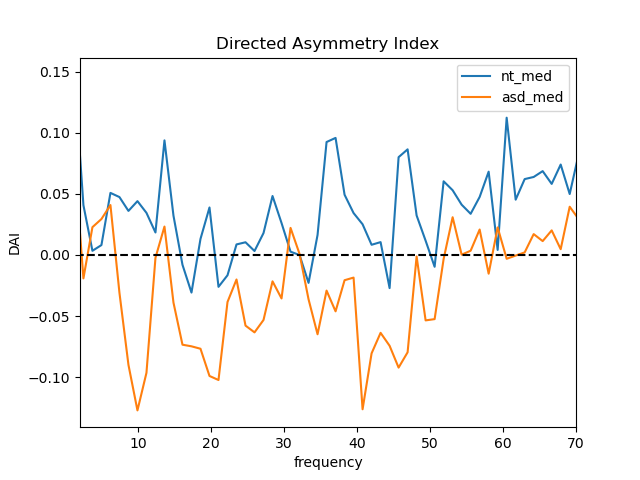 Directed Asymmetry Index
nt_med
asd_med
DAI
0.15
0.10
0.05
0.00
−0.05
−0.10
10 20 30 40 50 60 70
frequency